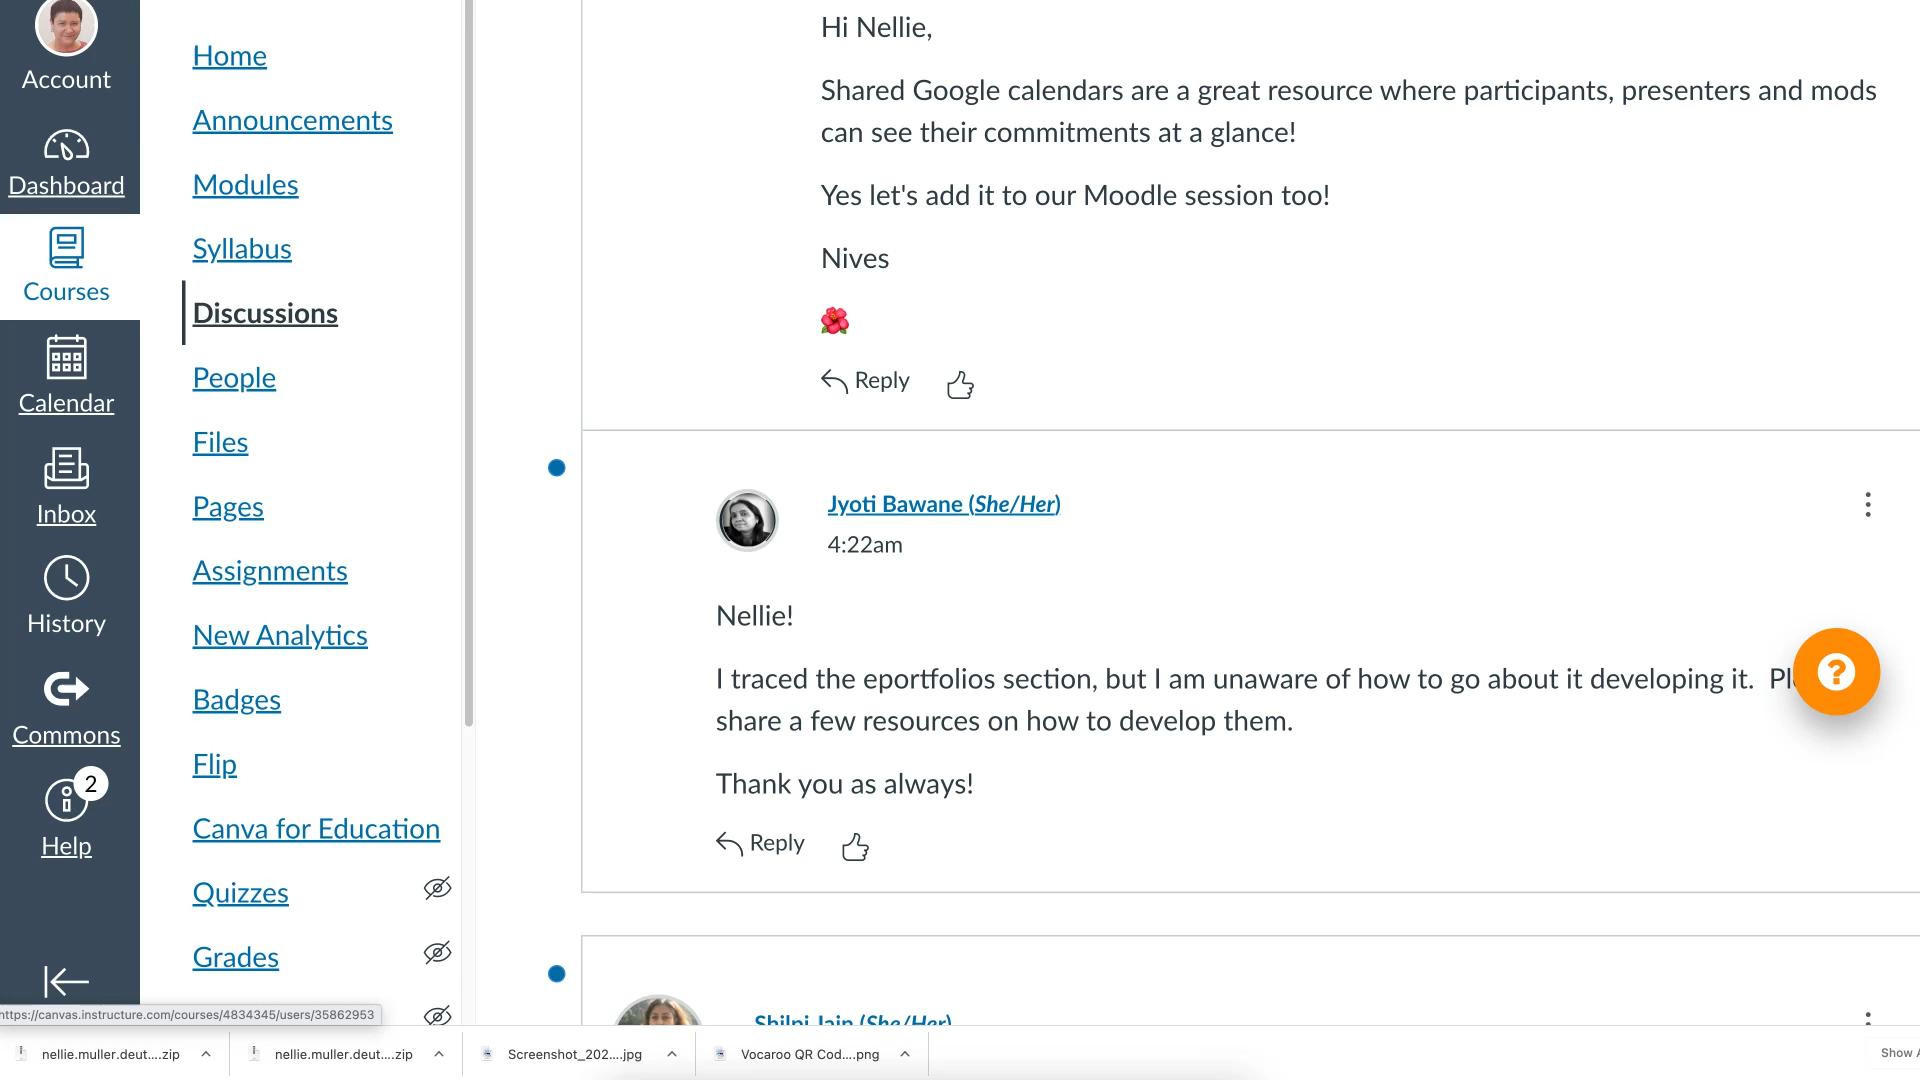 Account
Dashboard
Courses
Calendar
Inbox
History
Commons
2
Help
Home
Announcements
Modules
Syllabus
Discussions
People
Files
Pages
Assignments
New Analytics
Badges
Flip
Canva for Education
Quizzes
Grades
Hi Nellie,
Shared Google calendars are a great resource where participants, presenters and mods
can see their commitments at a glance!
Yes let's add it to our Moodle session too!
Nives
Reply
Jyoti Bawane (She/Her)
4:22am
Nellie!
I traced the eportfolios section, but I am unaware of how to go about it developing it. Pl
share a few resources on how to develop them.
Thank you as always!
Reply
?
Shilpi Jain (She/Her)
https://canvas.instructure.com/courses/4834345/users/35862953
nellie.muller.deut....zip
nellie.muller.deut....zip
Screenshot_202....jpg
Vocaroo QR Cod....png
Show